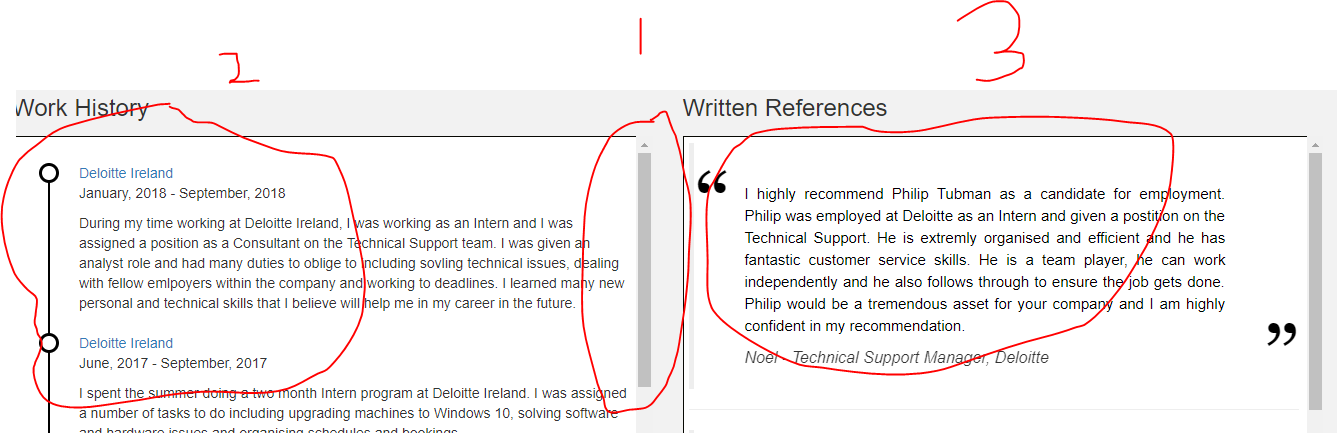 2
1
3
Work History
Deloitte Ireland
January, 2018 - September, 2018
During my time working at Deloitte Ireland, I was working as an Intern and I was
assigned a position as a Consultant on the Technical Support team. I was given an
analyst role and had many duties to oblige to including sovling technical issues, dealing
with fellow emlpoyers within the company and working to deadlines. I learned many new
personal and technical skills that I believe will help me in my career in the future.
Deloitte Ireland
June, 2017 - September, 2017
I spent the summer doing a two month Intern program at Deloitte Ireland. I was assigned
a number of tasks to do including upgrading machines to Windows 10, solving software
and hardware issues and organising schedules and bookings.
Written References
“
I highly recommend Philip Tubman as a candidate for employment.
Philip was employed at Deloitte as an Intern and given a postition on the
Technical Support. He is extremly organised and efficient and he has
fantastic customer service skills. He is a team player, he can work
independently and he also follows through to ensure the job gets done.
Philip would be a tremendous asset for your company and I am highly
confident in my recommendation.
”
Noel - Technical Support Manager, Deloitte